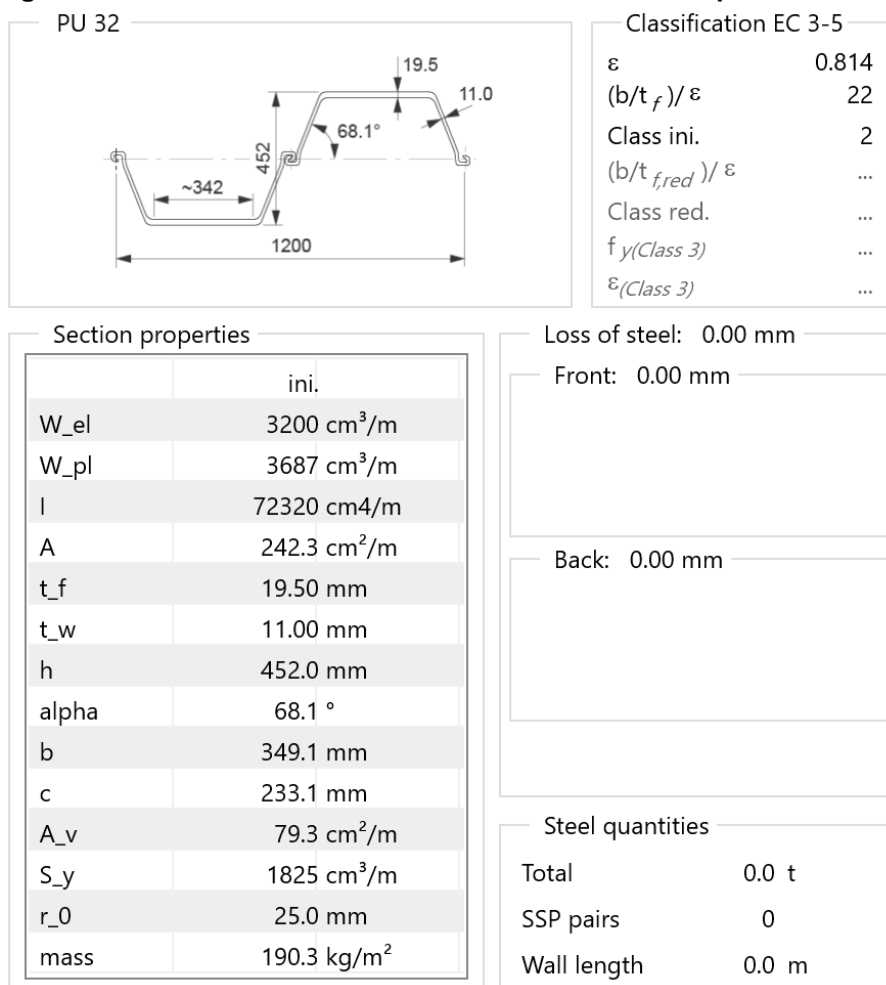 PU 32
19.5
11.0
68.1°
452
~342
1200
Classification EC 3-5
ε 0.814
(b/t f )/ ε 22
Class ini. 2
(b/t f,red )/ ε ...
Class red. ...
f y(Class 3) ...
ε(Class 3) ...
Section properties
ini.
W_el 3200 cm³/m
W_pl 3687 cm³/m
I 72320 cm4/m
A 242.3 cm²/m
t_f 19.50 mm
t_w 11.00 mm
h 452.0 mm
alpha 68.1 °
b 349.1 mm
c 233.1 mm
A_v 79.3 cm²/m
S_y 1825 cm³/m
r_0 25.0 mm
mass 190.3 kg/m²
Loss of steel: 0.00 mm
Front: 0.00 mm
Back: 0.00 mm
Steel quantities
Total 0.0 t
SSP pairs 0
Wall length 0.0 m